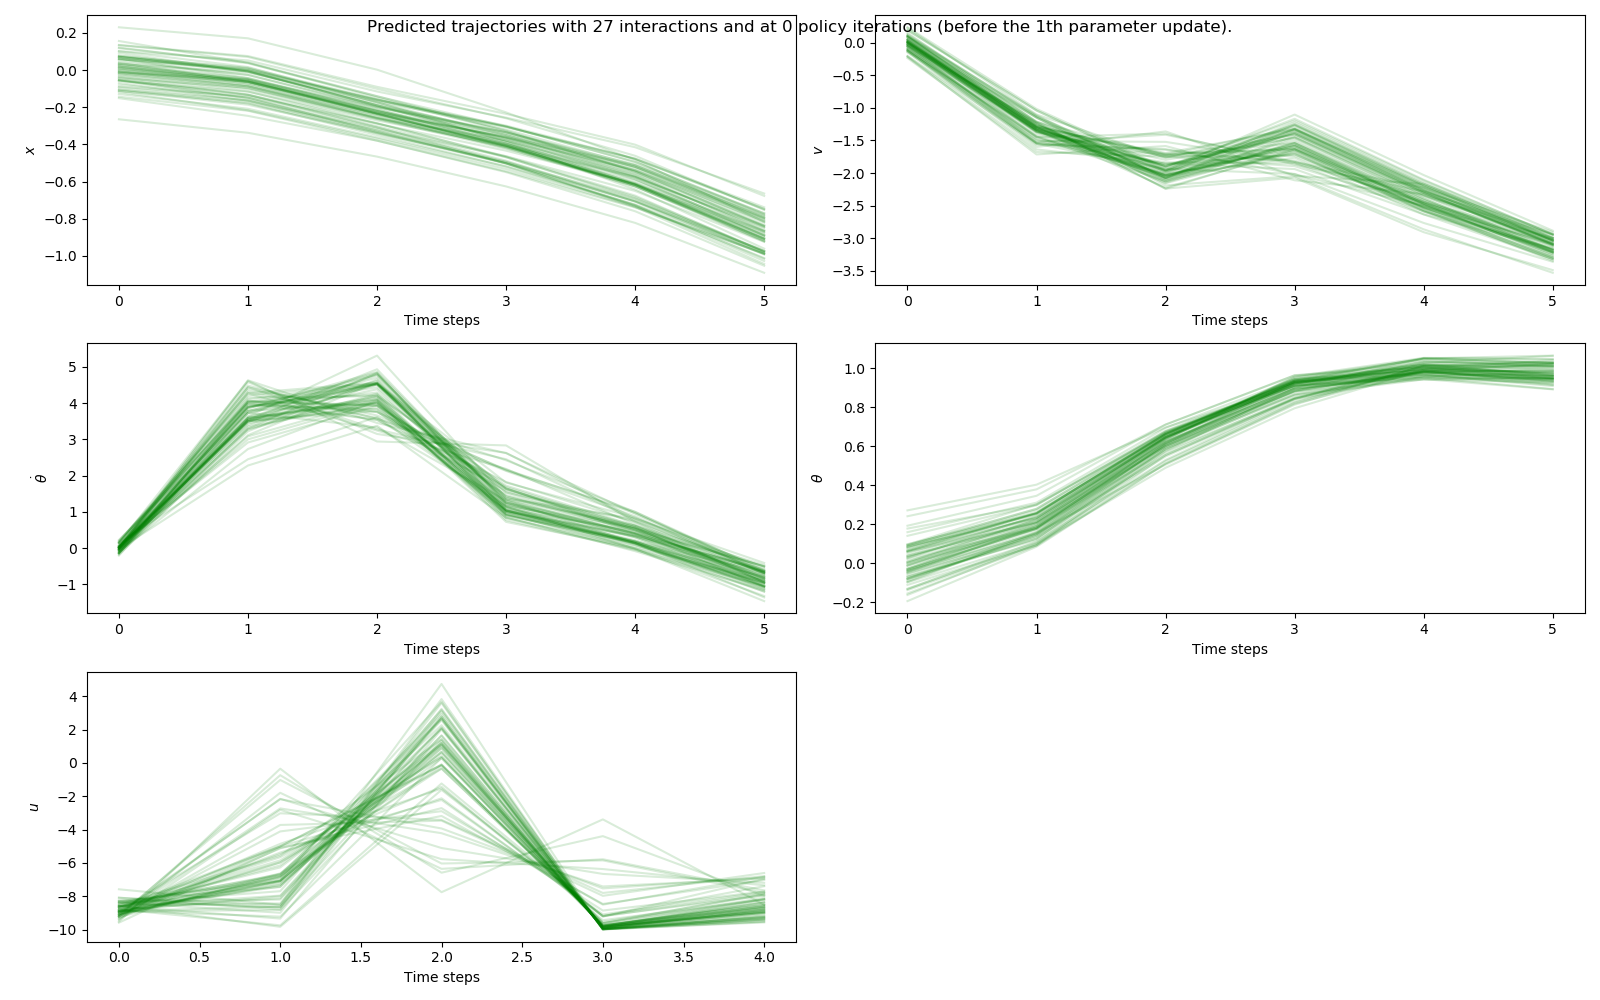 Predicted trajectories with 27 interactions and at 0 policy iterations (before the 1th parameter update).
0.2
0.0
−0.2
−0.4
−0.6
−0.8
−1.0
x
0 1 2 3 4 5
Time steps
0.0
−0.5
−1.0
−1.5
−2.0
−2.5
−3.0
−3.5
v
0 1 2 3 4 5
Time steps
5
4
3
2
1
0
−1
θ̇
0 1 2 3 4 5
Time steps
1.0
0.8
0.6
0.4
0.2
0.0
−0.2
θ
0 1 2 3 4 5
Time steps
4
2
0
−2
−4
−6
−8
−10
u
0.0 0.5 1.0 1.5 2.0 2.5 3.0 3.5 4.0
Time steps